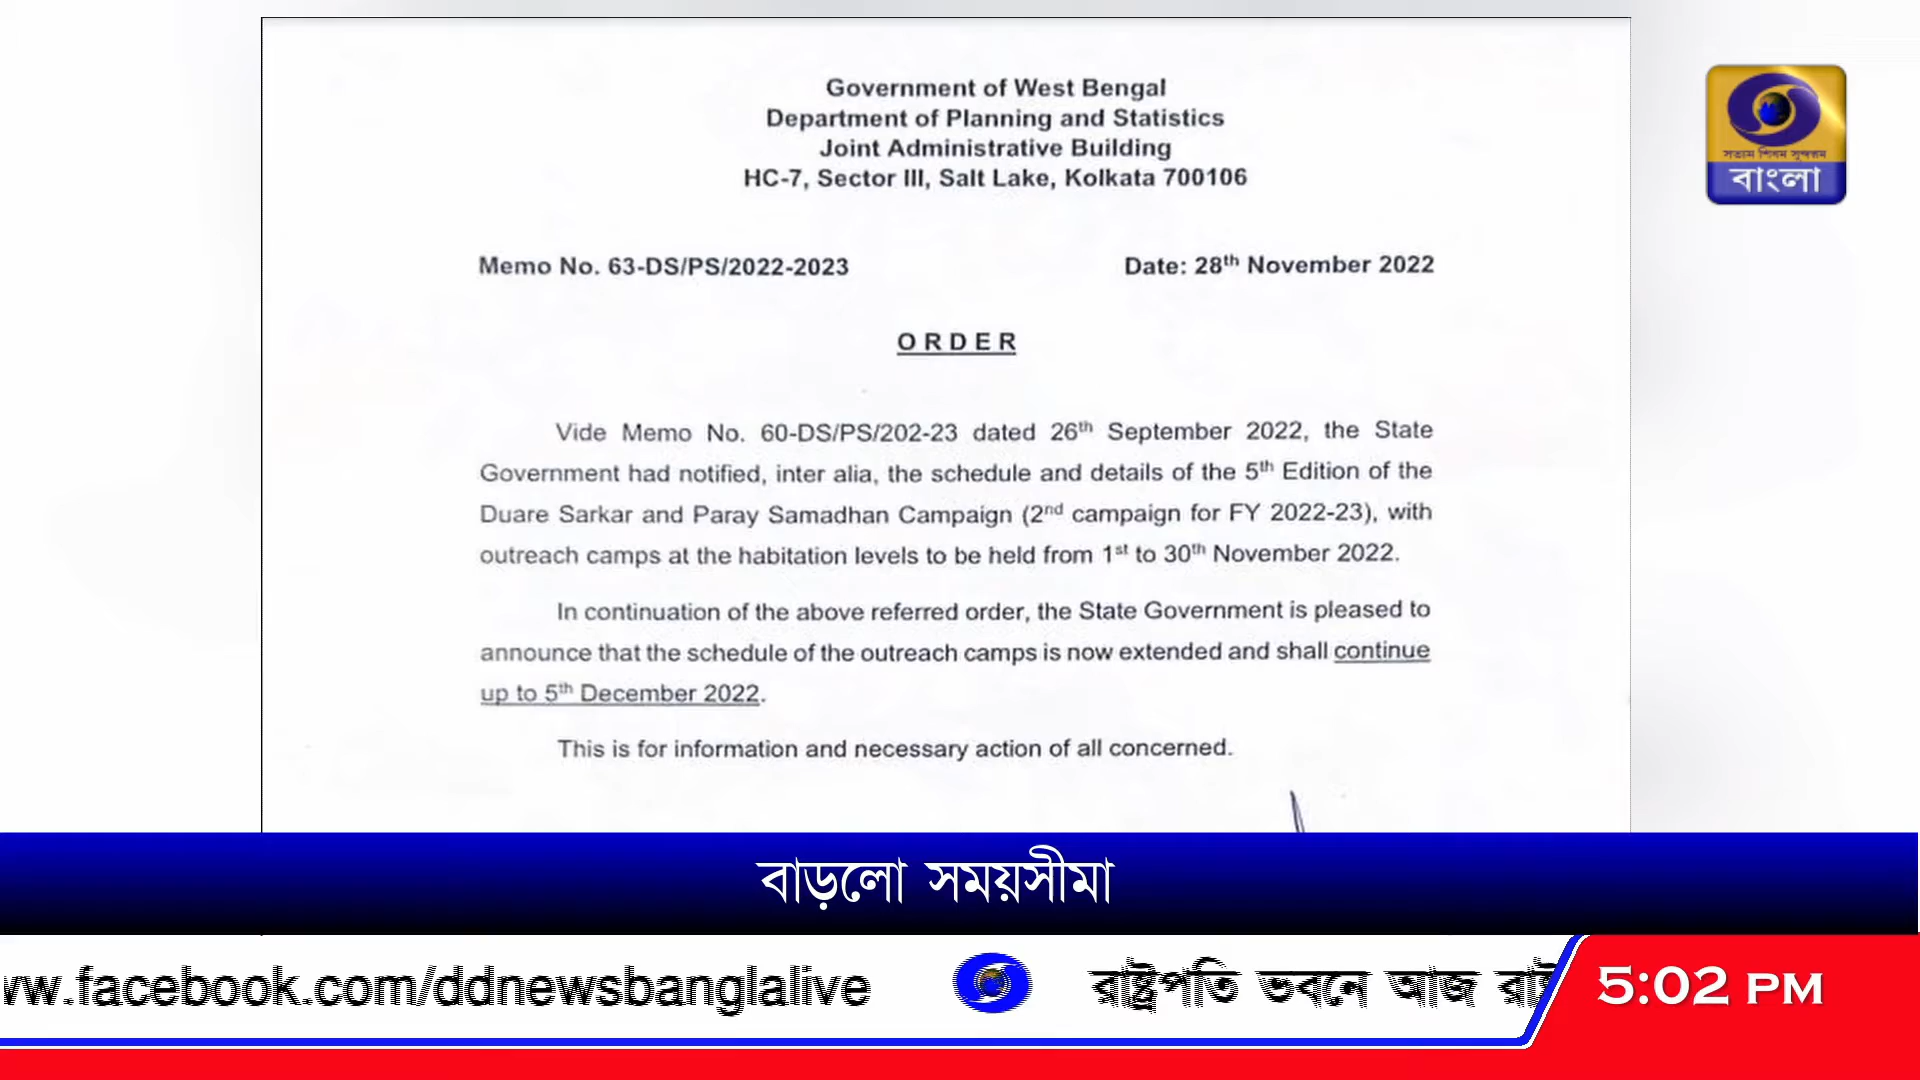 Government of West Bengal
Department of Planning and Statistics
Joint Administrative Building
HC-7, Sector III, Salt Lake, Kolkata 700106
Memo No. 63-DS/PS/2022-2023 Date: 28th November 2022
ORDER
Vide Memo No. 60-DS/PS/202-23 dated 26th September 2022, the State
Government had notified, inter alia, the schedule and details of the 5th Edition of the
Duare Sarkar and Paray Samadhan Campaign (2nd campaign for FY 2022-23), with
outreach camps at the habitation levels to be held from 1st to 30th November 2022.
In continuation of the above referred order, the State Government is pleased to
announce that the schedule of the outreach camps is now extended and shall continue
up to 5th December 2022.
This is for information and necessary action of all concerned.
সত্যম শিবম সুন্দরম
বাংলা
বাড়লো সময়সীমা
ww.facebook.com/ddnewsbanglalive রাষ্ট্রপতি ভবনে আজ
5:02 PM